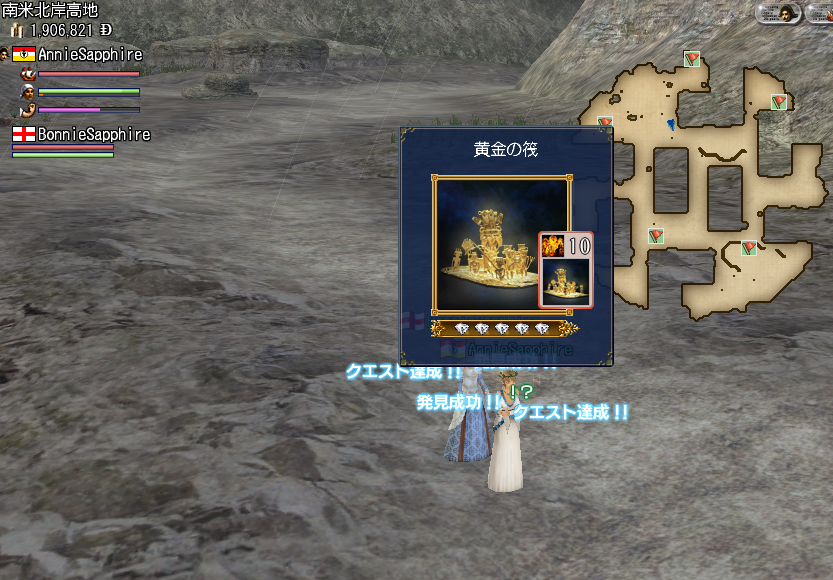 南米北岸高地
1,906,821 D
AnnieSapphire
BonnieSapphire
黄金の筏
10
AnnieSapphire
クエスト達成!!
発見成功!!
!?
クエスト達成!!